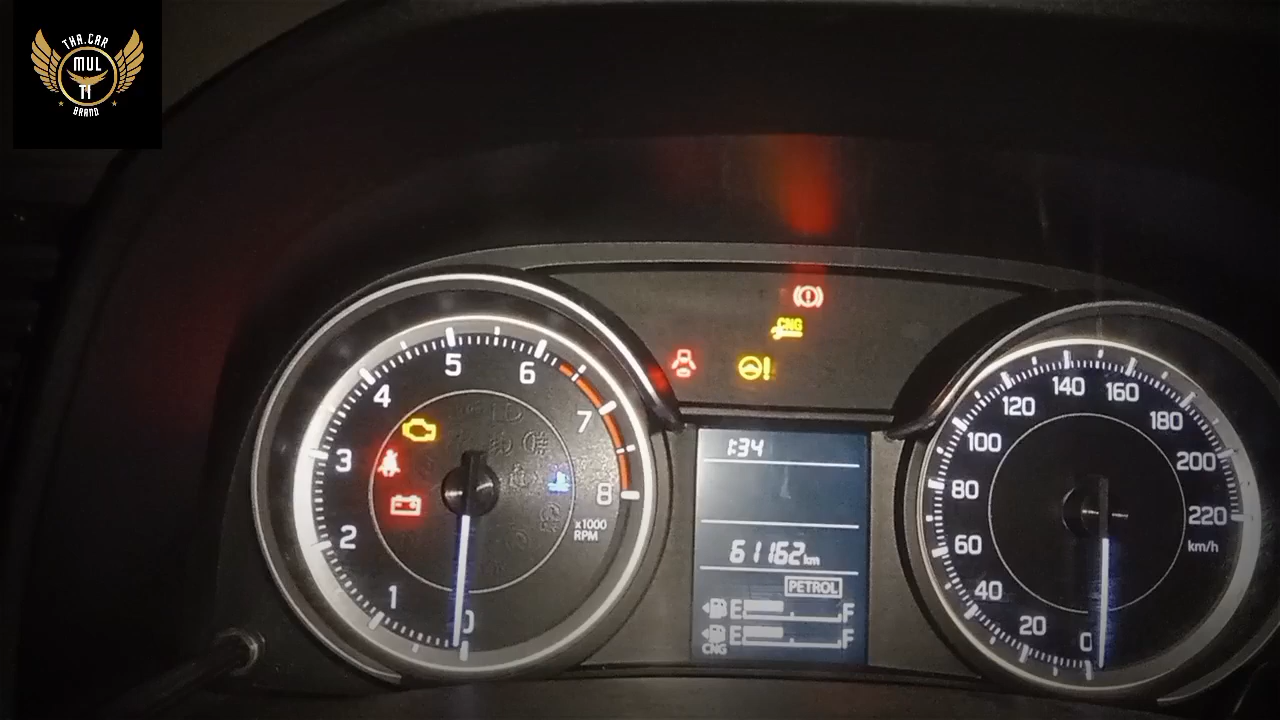 THA.CAR
MUL
TI
BRAND
CNG
0
1
2
3
4
5
6
7
8
x1000
RPM
1:34
61162km
PETROL
E F
E F
CNG
0
20
40
60
80
100
120
140
160
180
200
220
km/h